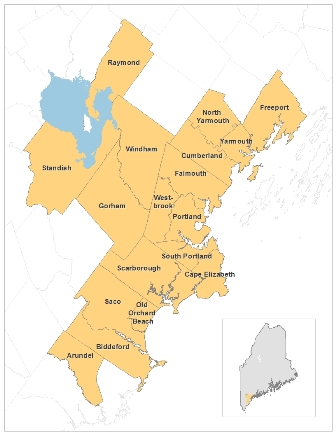 Raymond
Freeport
North
Yarmouth
Yarmouth
Windham
Cumberland
Standish
Falmouth
Gorham
West-
brook
Portland
South Portland
Scarborough
Cape Elizabeth
Saco
Old
Orchard
Beach
Biddeford
Arundel